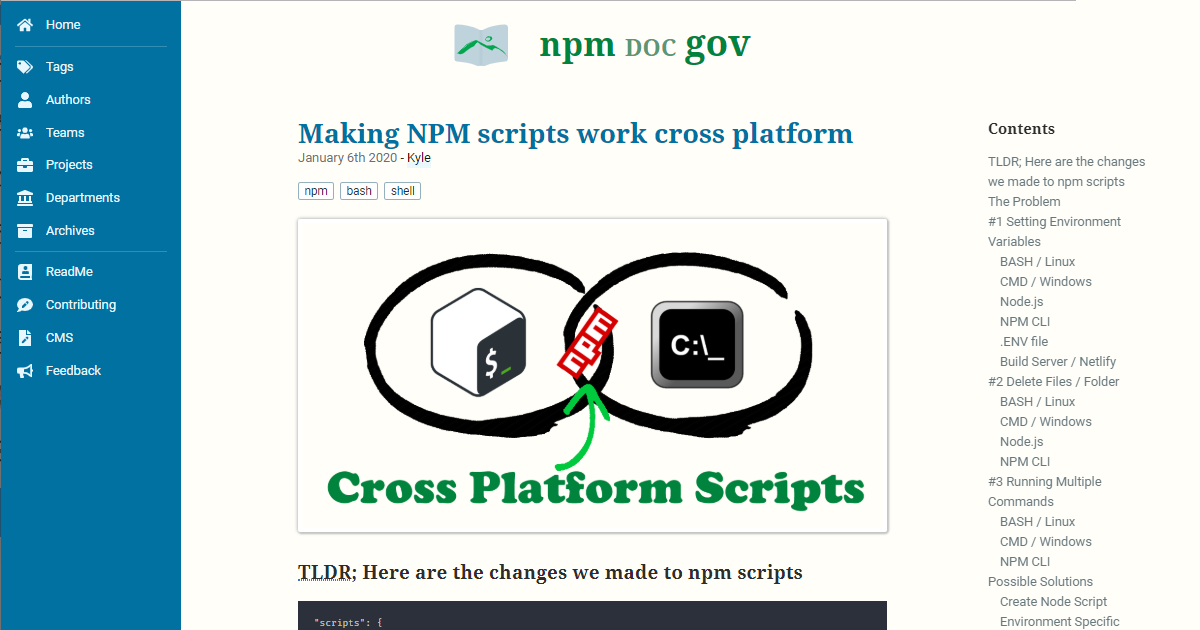 Home
Tags
Authors
Teams
Projects
Departments
Archives
ReadMe
Contributing
CMS
Feedback
npm DOC gov
Making NPM scripts work cross platform
January 6th 2020 - Kyle
npm bash shell
$_
npm
C:\_
Cross Platform Scripts
TLDR; Here are the changes we made to npm scripts
"scripts": {
Contents
TLDR; Here are the changes
we made to npm scripts
The Problem
#1 Setting Environment
Variables
BASH / Linux
CMD / Windows
Node.js
NPM CLI
.ENV file
Build Server / Netlify
#2 Delete Files / Folder
BASH / Linux
CMD / Windows
Node.js
NPM CLI
#3 Running Multiple
Commands
BASH / Linux
CMD / Windows
NPM CLI
Possible Solutions
Create Node Script
Environment Specific